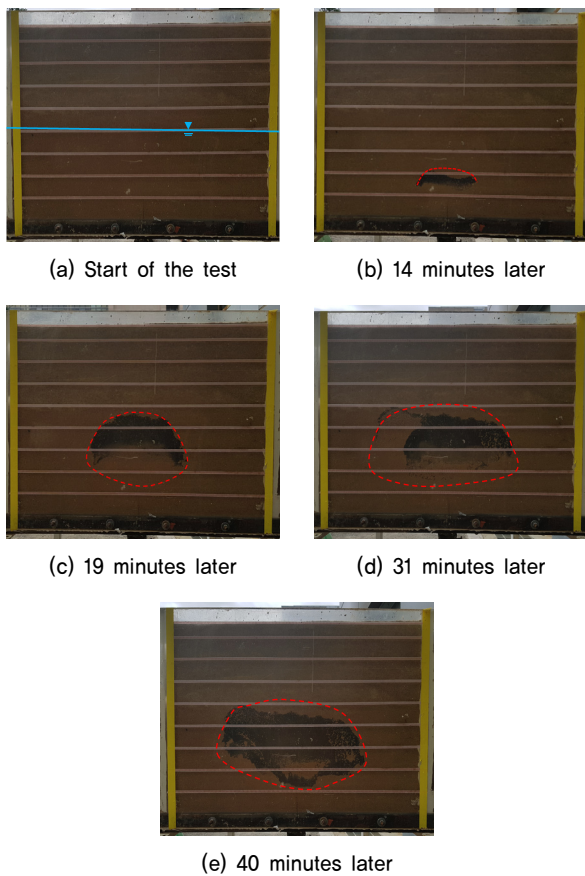 (a) Start of the test
(b) 14 minutes later
(c) 19 minutes later
(d) 31 minutes later
(e) 40 minutes later